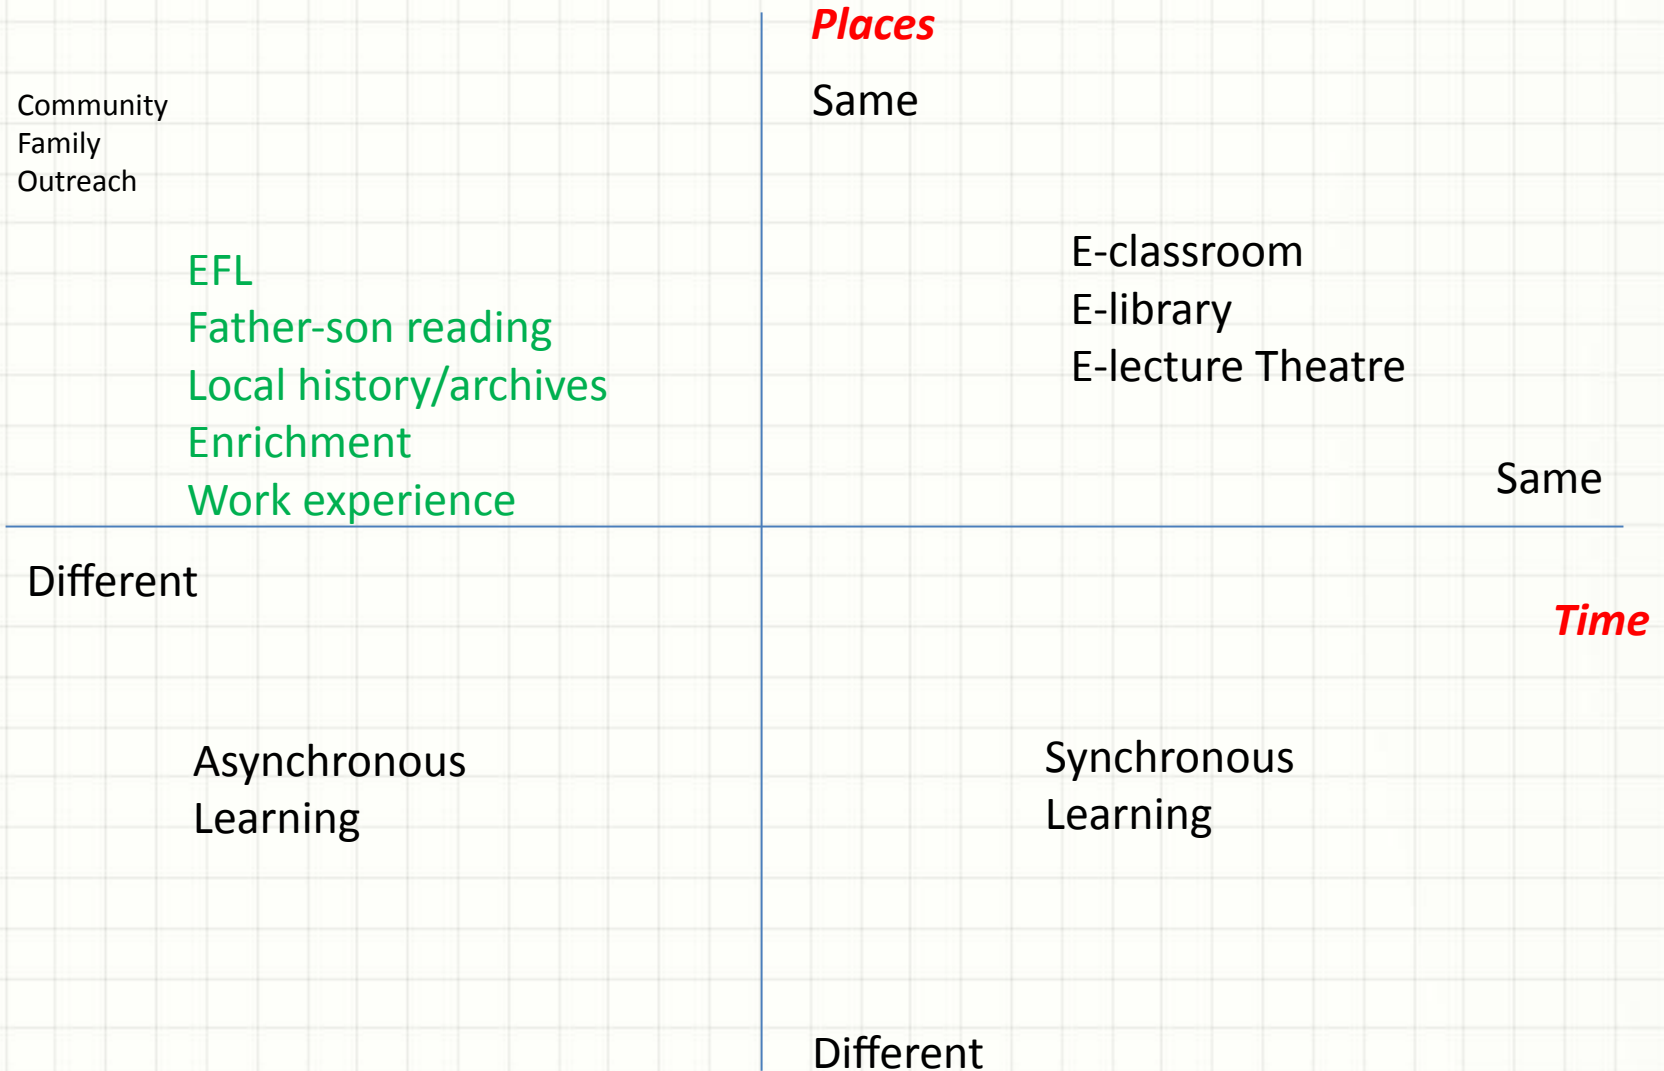 Places
Same
Community
Family
Outreach
EFL
Father-son reading
Local history/archives
Enrichment
Work experience
E-classroom
E-library
E-lecture Theatre
Same
Different
Time
Asynchronous
Learning
Synchronous
Learning
Different